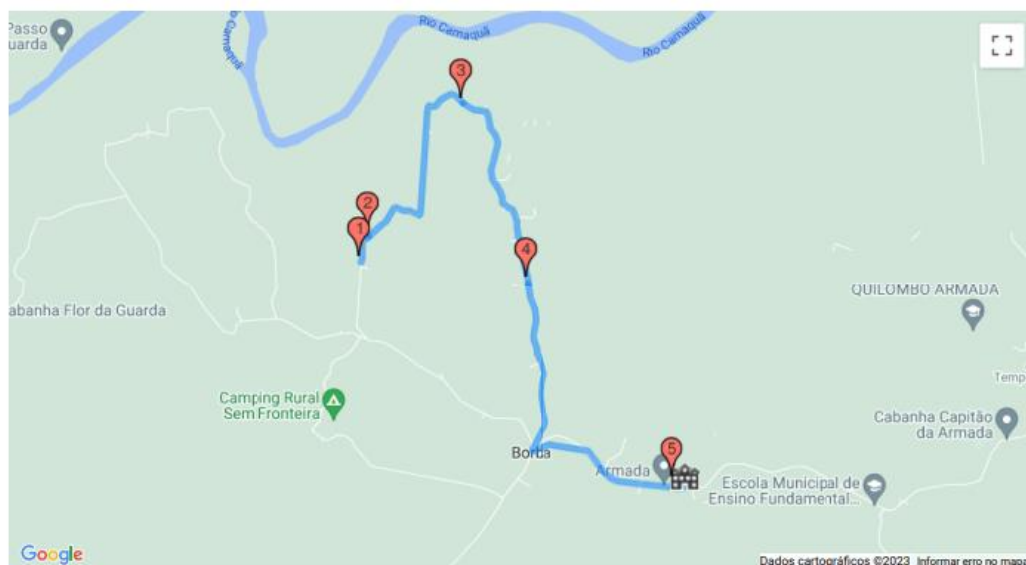 Passo
uarda
Rio Camaquã
Rio Camaquã
3
2
1
4
QUILOMBO ARMADA
abanha Flor da Guarda
Temp
Camping Rural
Sem Fronteira
Cabanha Capitão
da Armada
Borba
5
Armada
Escola Municipal de
Ensino Fundamental...
Google
Dados cartográficos ©2023 Informar erro no mapa